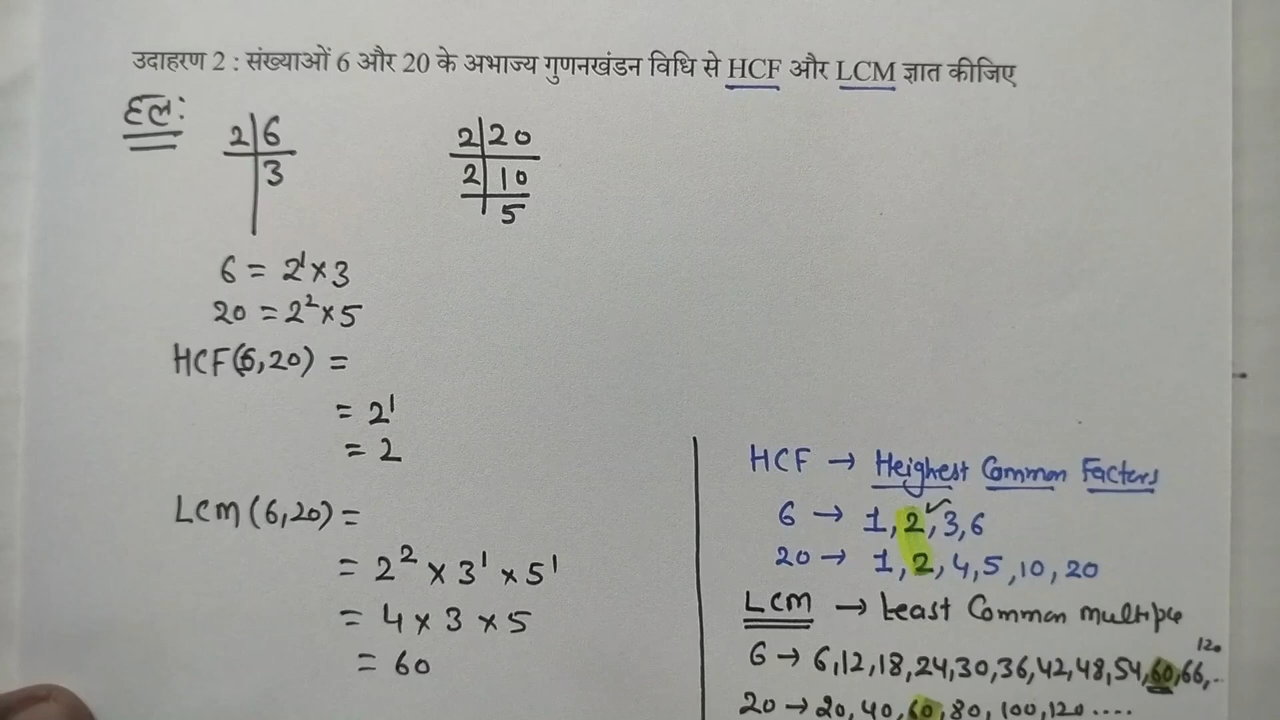 उदाहरण 2 : संख्याओं 6 और 20 के अभाज्य गुणनखंडन विधि से HCF और LCM ज्ञात कीजिए
हल:
2 | 6
3
2 | 20
2 | 10
5
6 = 2¹ × 3
20 = 2² × 5
HCF(6,20) =
= 2¹
= 2
LCM (6,20) =
= 2² × 3¹ × 5¹
= 4 × 3 × 5
= 60
HCF → Heighest Common Factors
6 → 1, 2, 3, 6
20 → 1, 2, 4, 5, 10, 20
LCM → Least Common multiple
120
6 → 6, 12, 18, 24, 30, 36, 42, 48, 54, 60, 66, ..
20 → 20, 40, 60, 80, 100, 120 ....